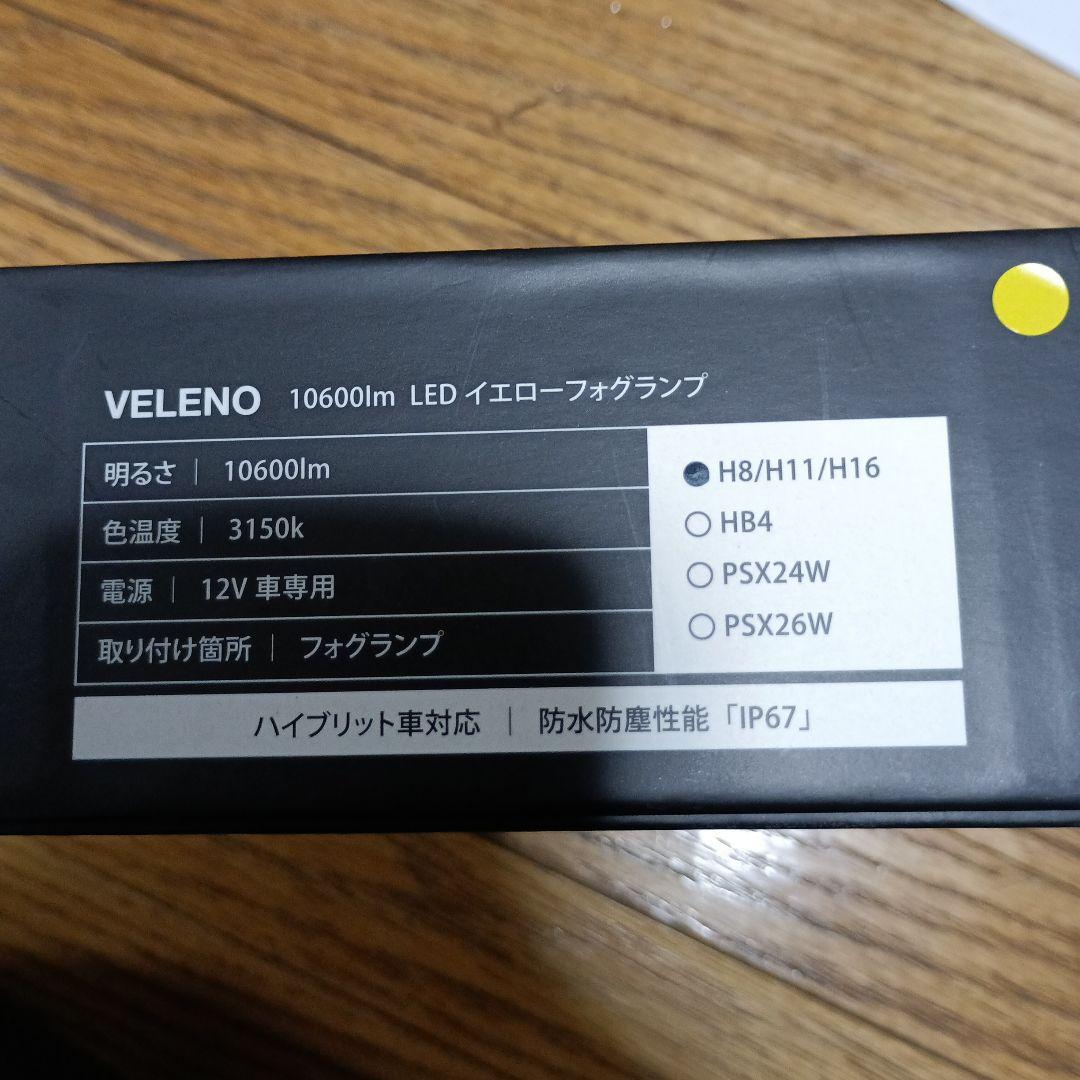 VELENO 10600lm LED イエローフォグランプ
明るさ | 10600lm
色温度 | 3150k
電源 | 12V 車専用
取り付け箇所 | フォグランプ
● H8/H11/H16
○ HB4
○ PSX24W
○ PSX26W
ハイブリット車対応 | 防水防塵性能「IP67」